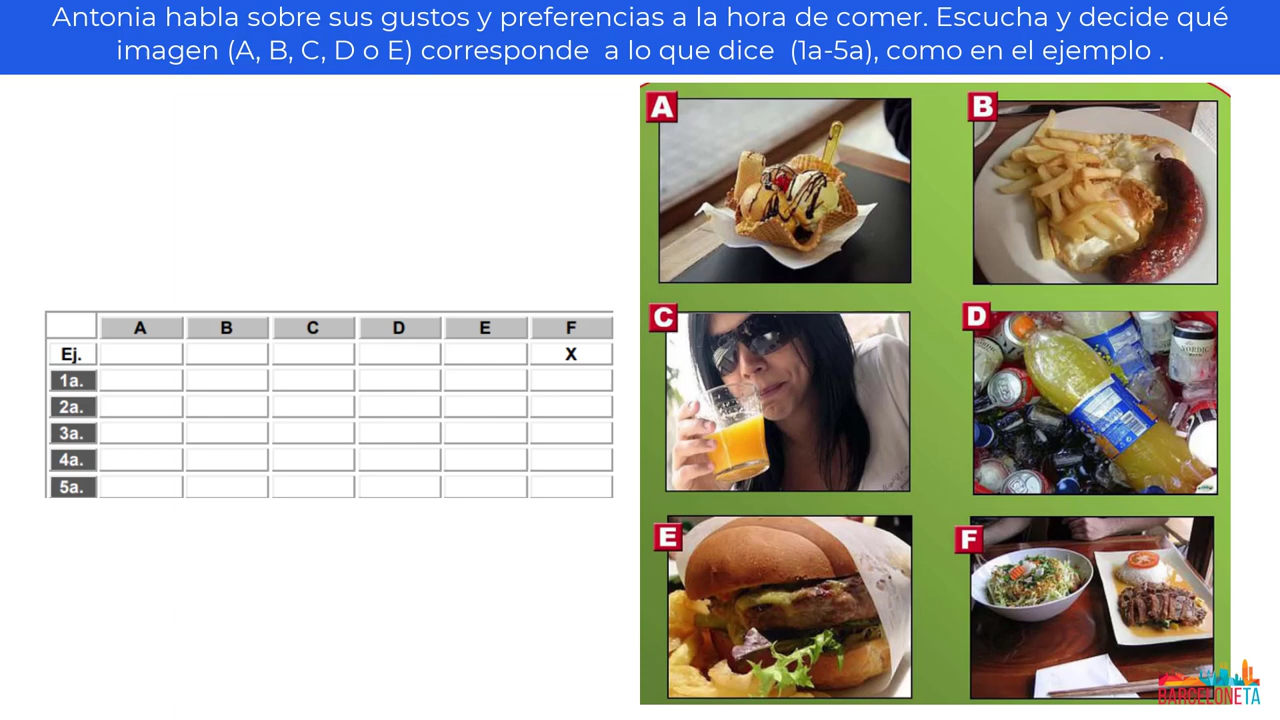 Antonia habla sobre sus gustos y preferencias a la hora de comer. Escucha y decide qué
imagen (A, B, C, D o E) corresponde a lo que dice (1a-5a), como en el ejemplo .
A B C D E F
Ej. X
1a.
2a.
3a.
4a.
5a.
A
B
C
D
NORDIC
E
F
BARCELONETA